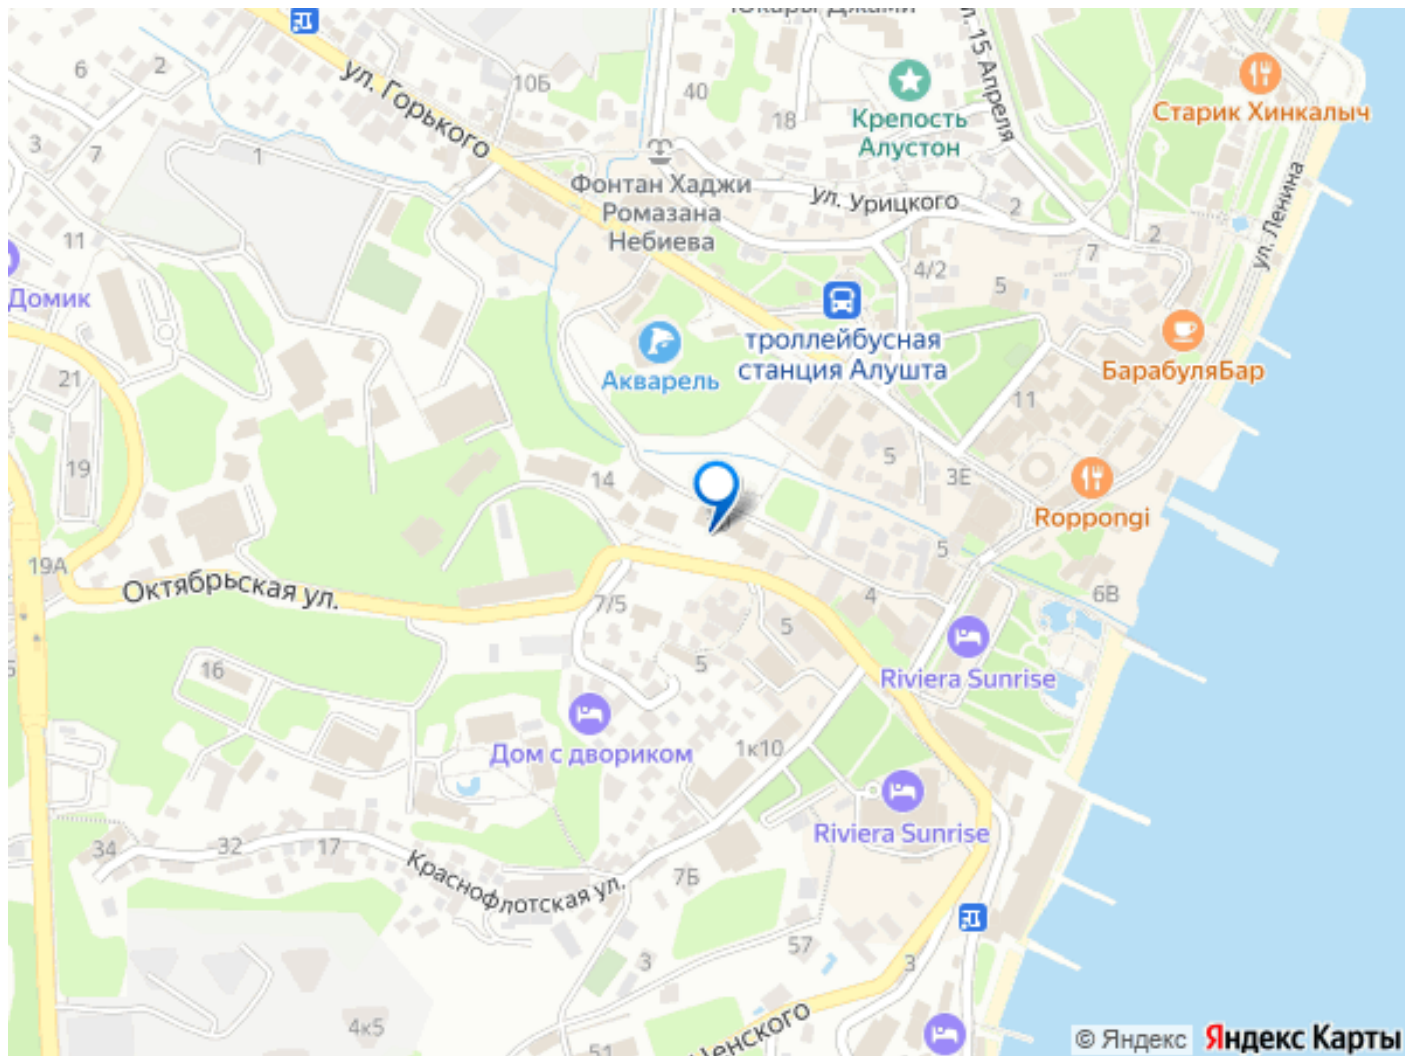 Юкары Джами
6
2
ул. Горького
10Б
40
18
Крепость
Алустон
ул. 15 Апреля
Старик Хинкалыч
3
7
1
Фонтан Хаджи
Ромазана
Небиева
ул. Урицкого
2
ул. Ленина
11
7
2
4/2
5
Домик
троллейбусная
станция Алушта
Акварель
БарабуляБар
21
11
19
14
5
3Е
Roppongi
5
19А
Октябрьская ул.
7/5
4
6В
5
5
16
Riviera Sunrise
Дом с двориком
1к10
Riviera Sunrise
34
32
17
Краснофлотская ул.
7Б
57
3
3
4к5
51
Ценского
© Яндекс
Яндекс Карты